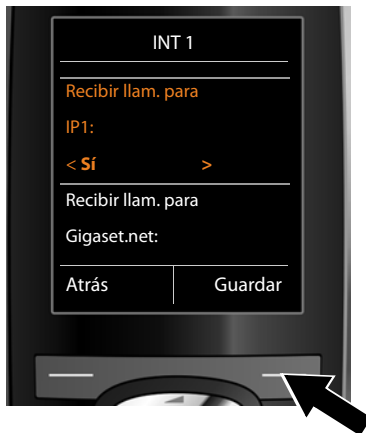 INT 1
Recibir llam. para
IP1:
< Sí >
Recibir llam. para
Gigaset.net:
Atrás Guardar